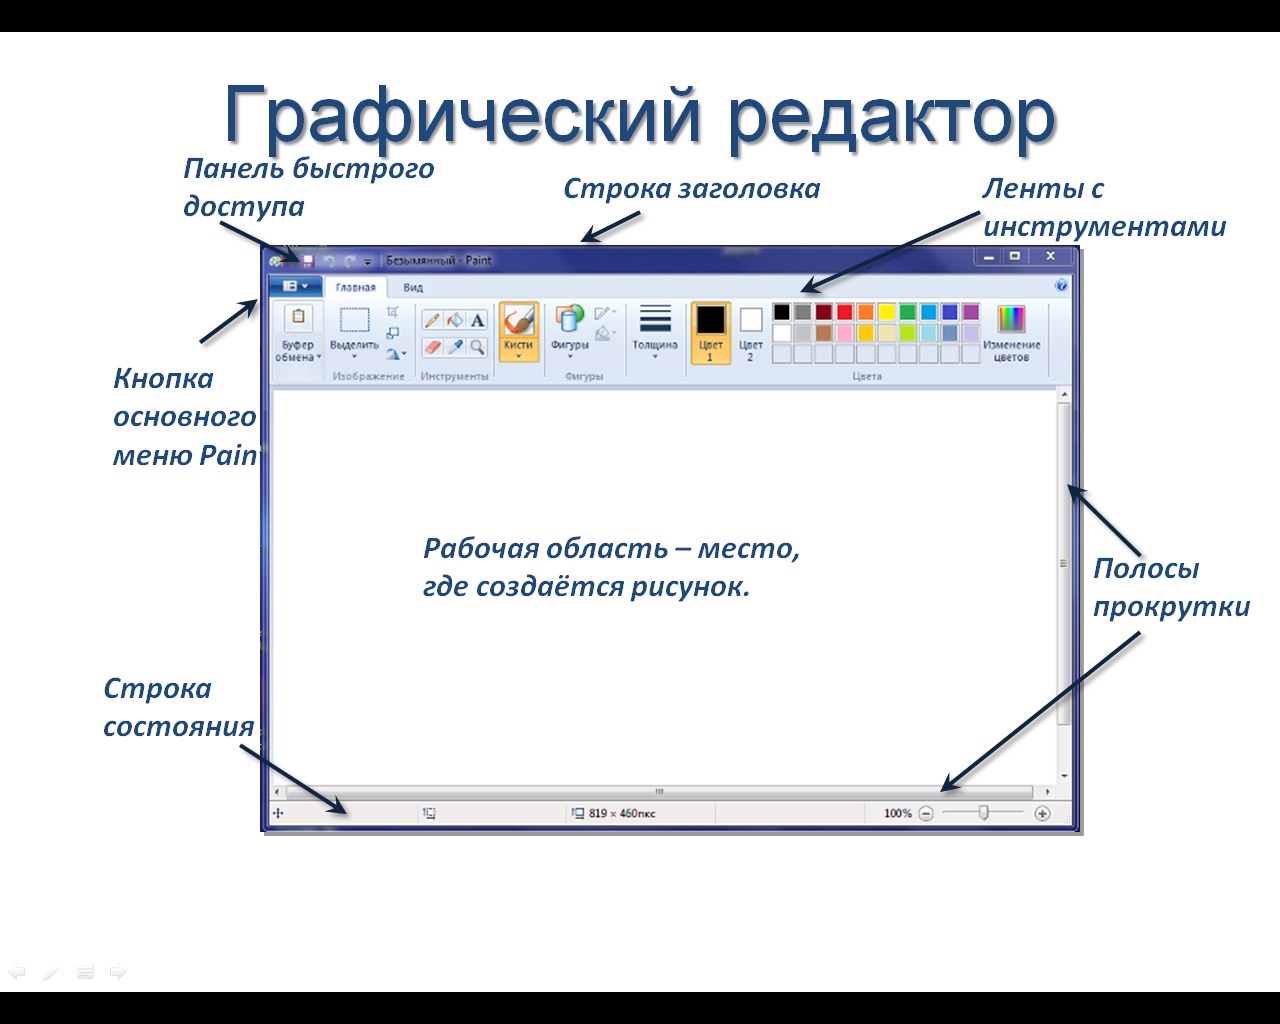 Графический редактор
Панель быстрого
доступа
Строка заголовка
Ленты с
инструментами
Безымянный - Paint
Главная
Вид
Буфер
обмена
Выделить
Изображение
A
Инструменты
Кисти
Фигуры
Фигуры
Толщина
Цвет
1
Цвет
2
Изменение
цветов
Цвета
Кнопка
основного
меню Pain
Рабочая область – место,
где создаётся рисунок.
Полосы
прокрутки
Строка
состояния
819 × 460пкс
100%